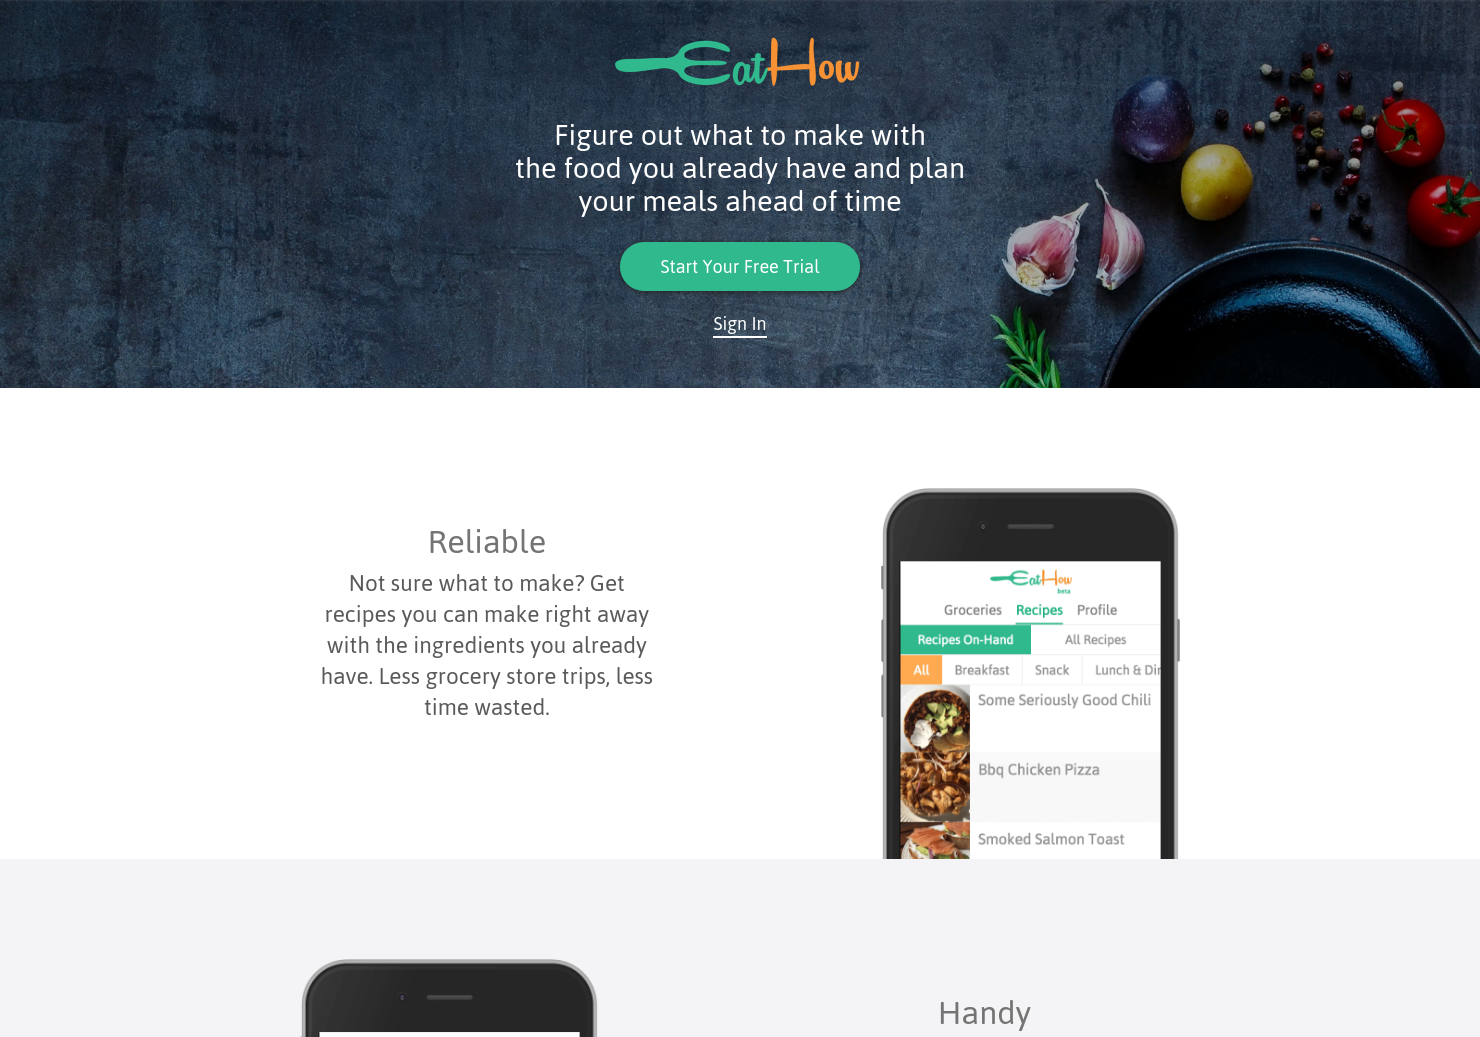 EatHow
Figure out what to make with
the food you already have and plan
your meals ahead of time
Start Your Free Trial
Sign In
Reliable
Not sure what to make? Get
recipes you can make right away
with the ingredients you already
have. Less grocery store trips, less
time wasted.
EatHow
beta
Groceries Recipes Profile
Recipes On-Hand All Recipes
All Breakfast Snack Lunch & Din
Some Seriously Good Chili
Bbq Chicken Pizza
Smoked Salmon Toast
Handy